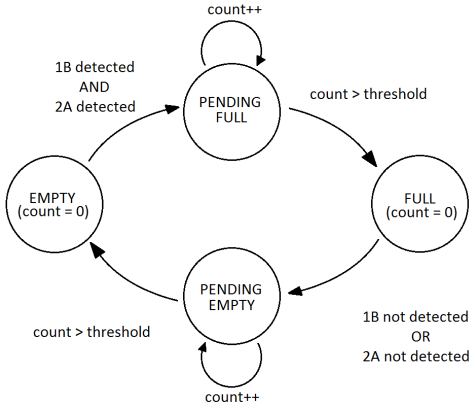 count++
1B detected
AND
2A detected
PENDING
FULL
count > threshold
EMPTY
(count = 0)
FULL
(count = 0)
PENDING
EMPTY
count > threshold
1B not detected
OR
2A not detected
count++